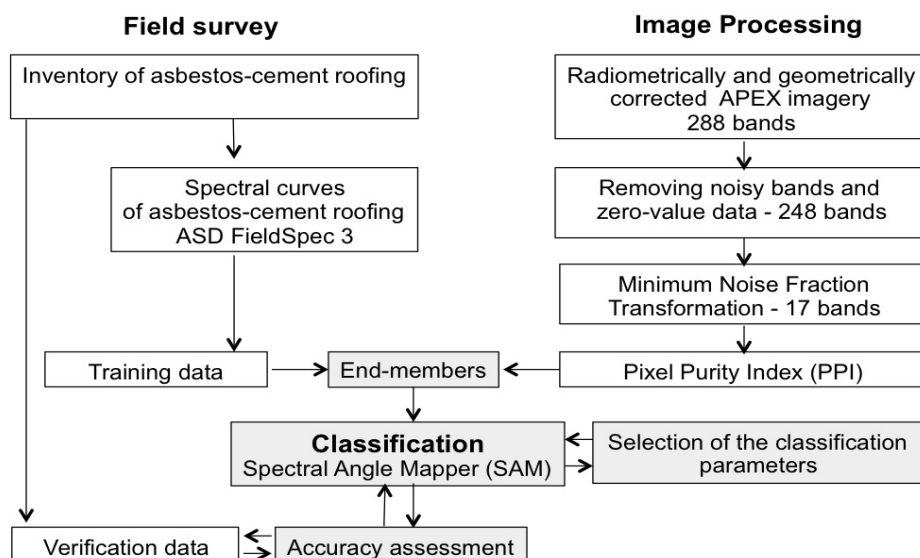 Field survey
Inventory of asbestos-cement roofing
Spectral curves
of asbestos-cement roofing
ASD FieldSpec 3
Image Processing
Radiometrically and geometrically
corrected APEX imagery
288 bands
Removing noisy bands and
zero-value data - 248 bands
Minimum Noise Fraction
Transformation - 17 bands
Training data
End-members
Pixel Purity Index (PPI)
Classification
Spectral Angle Mapper (SAM)
Selection of the classification
parameters
Verification data
Accuracy assessment